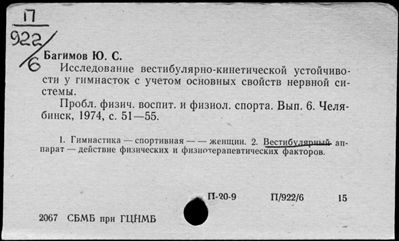 П
922/6
Багимов Ю. С.
Исследование вестибулярно-кинетической устойчиво-
сти у гимнасток с учетом основных свойств нервной си-
стемы.
Пробл. физич. воспит. и физиол. спорта. Вып. 6. Челя-
бинск, 1974, с. 51—55.
1. Гимнастика — спортивная — — женщин. 2. Вестибулярный ап-
парат — действие физических и физиотерапевтических факторов.
П-20-9 П/922/6 15
2067 СБМБ при ГЦНМБ